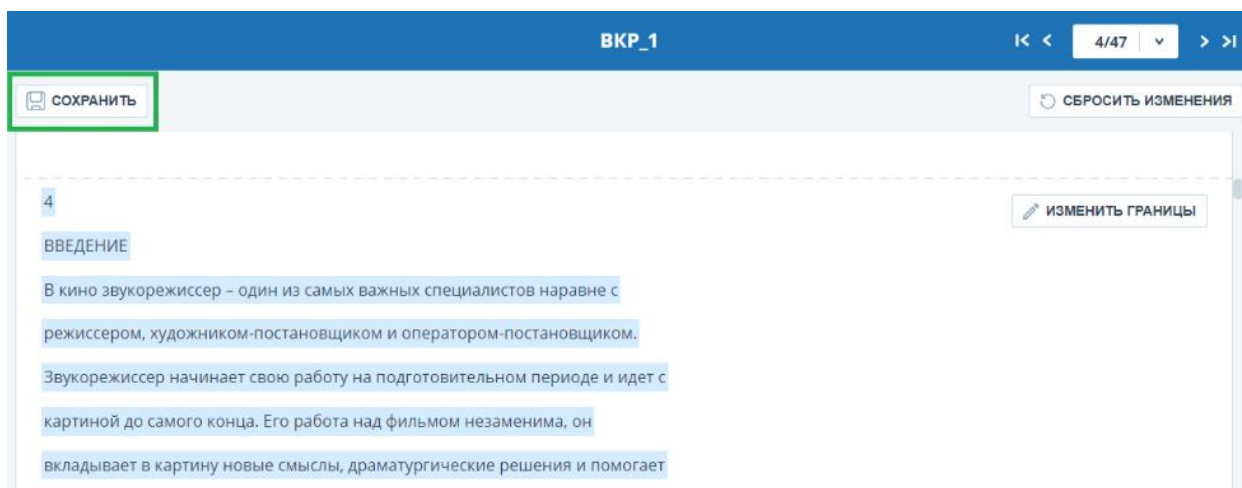 ВКР_1
4/47
СОХРАНИТЬ
СБРОСИТЬ ИЗМЕНЕНИЯ
4
ИЗМЕНИТЬ ГРАНИЦЫ
ВВЕДЕНИЕ
В кино звукорежиссер – один из самых важных специалистов наравне с
режиссером, художником-постановщиком и оператором-постановщиком.
Звукорежиссер начинает свою работу на подготовительном периоде и идет с
картиной до самого конца. Его работа над фильмом незаменима, он
вкладывает в картину новые смыслы, драматургические решения и помогает